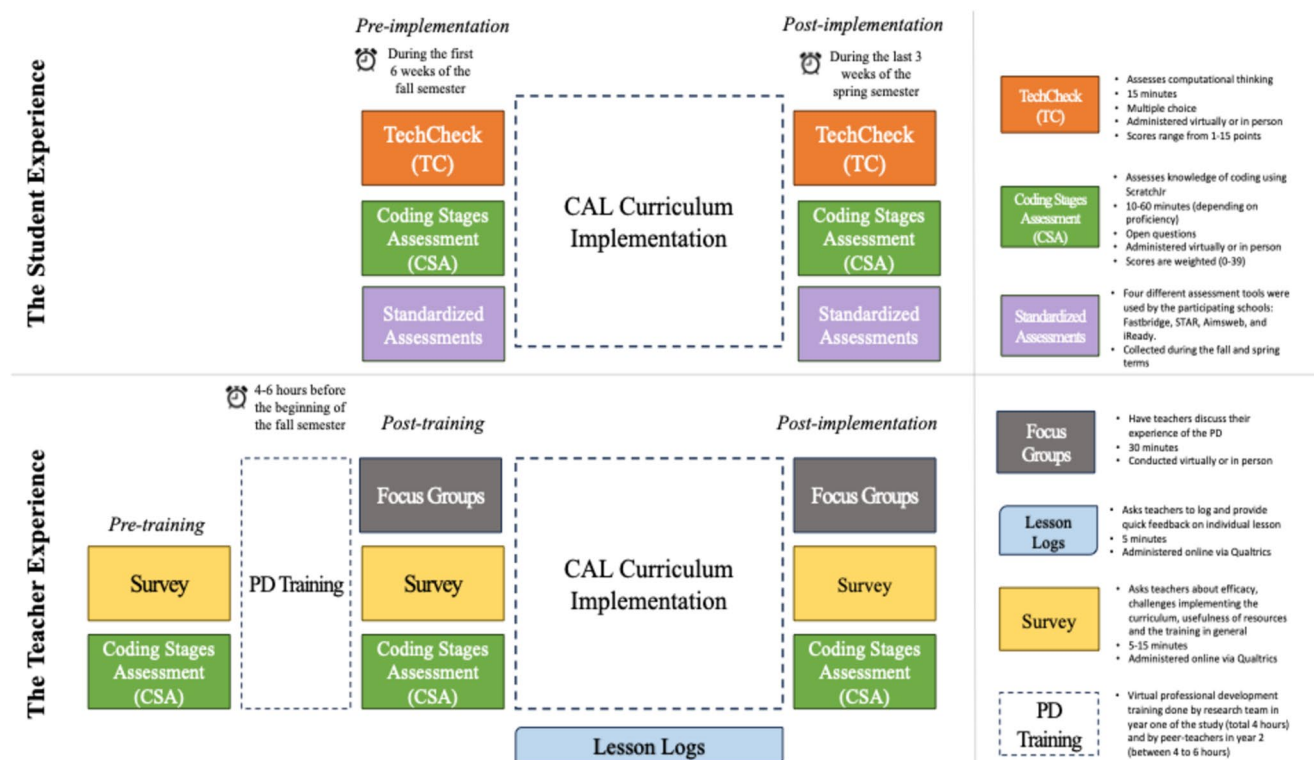 The Student Experience
Pre-implementation
During the first
6 weeks of the
fall semester
TechCheck
(TC)
Coding Stages
Assessment
(CSA)
Standardized
Assessments
CAL Curriculum
Implementation
Post-implementation
During the last 3
weeks of the
spring semester
TechCheck
(TC)
Coding Stages
Assessment
(CSA)
Standardized
Assessments
TechCheck
(TC)
• Assesses computational thinking
• 15 minutes
• Multiple choice
• Administered virtually or in person
• Scores range from 1-15 points
Coding Stages
Assessment
(CSA)
• Assesses knowledge of coding using
ScratchJr
• 10-60 minutes (depending on
proficiency)
• Open questions
• Administered virtually or in person
• Scores are weighted (0-39)
Standardized
Assessments
• Four different assessment tools were
used by the participating schools:
Fastbridge, STAR, Aimsweb, and
iReady.
• Collected during the fall and spring
terms
The Teacher Experience
Pre-training
Survey
Coding Stages
Assessment
(CSA)
4-6 hours before
the beginning of
the fall semester
PD Training
Post-training
Focus Groups
Survey
Coding Stages
Assessment
(CSA)
CAL Curriculum
Implementation
Lesson Logs
Post-implementation
Focus Groups
Survey
Coding Stages
Assessment
(CSA)
Focus
Groups
• Have teachers discuss their
experience of the PD
• 30 minutes
• Conducted virtually or in person
Lesson
Logs
• Asks teachers to log and provide
quick feedback on individual lesson
• 5 minutes
• Administered online via Qualtrics
Survey
• Asks teachers about efficacy,
challenges implementing the
curriculum, usefulness of resources
and the training in general
• 5-15 minutes
• Administered online via Qualtrics
PD
Training
• Virtual professional development
training done by research team in
year one of the study (total 4 hours)
and by peer-teachers in year 2
(between 4 to 6 hours)